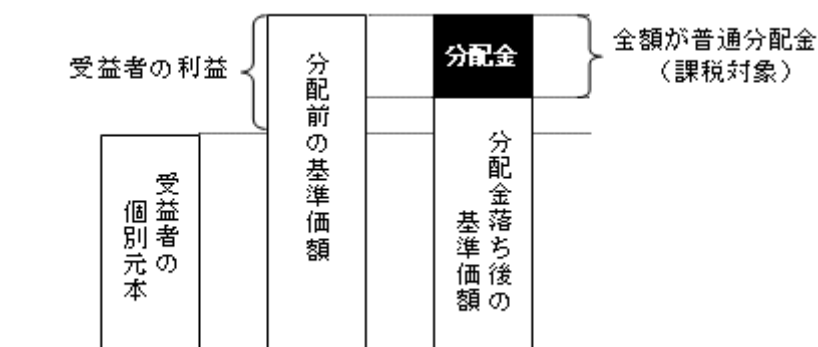 受益者の利益
受益者の
個別元本
分配前の基準価額
分配金
分配金落ち後の
基準価額
全額が普通分配金
(課税対象)